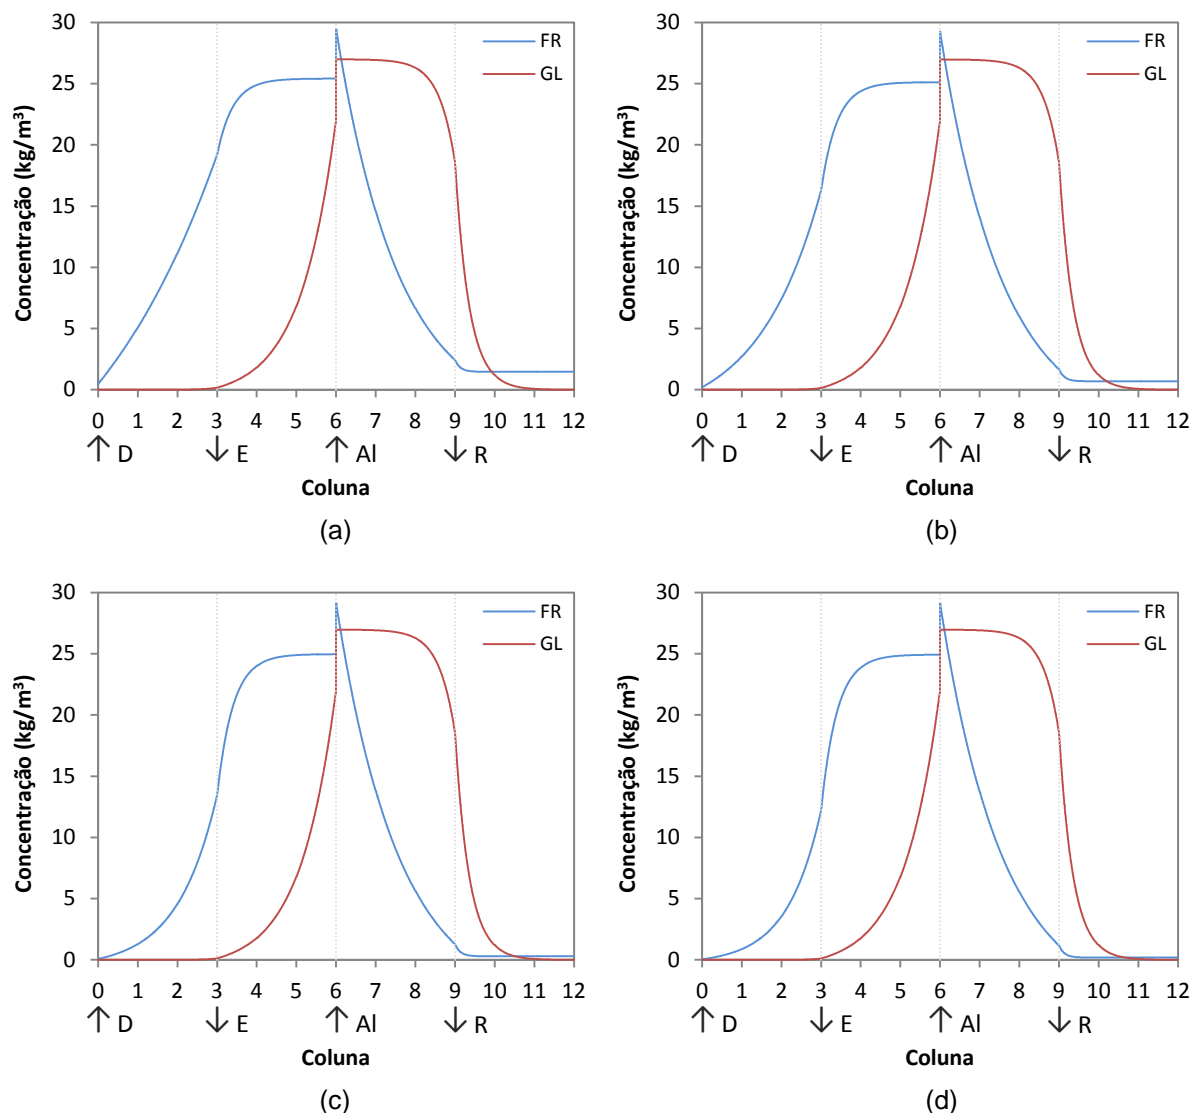 30
25
20
15
10
5
0
Concentração (kg/m³)
FR
GL
0 1 2 3 4 5 6 7 8 9 10 11 12
↑ D ↓ E ↑ Al ↓ R
Coluna
(a)
30
25
20
15
10
5
0
Concentração (kg/m³)
FR
GL
0 1 2 3 4 5 6 7 8 9 10 11 12
↑ D ↓ E ↑ Al ↓ R
Coluna
(b)
30
25
20
15
10
5
0
Concentração (kg/m³)
FR
GL
0 1 2 3 4 5 6 7 8 9 10 11 12
↑ D ↓ E ↑ Al ↓ R
Coluna
(c)
30
25
20
15
10
5
0
Concentração (kg/m³)
FR
GL
0 1 2 3 4 5 6 7 8 9 10 11 12
↑ D ↓ E ↑ Al ↓ R
Coluna
(d)